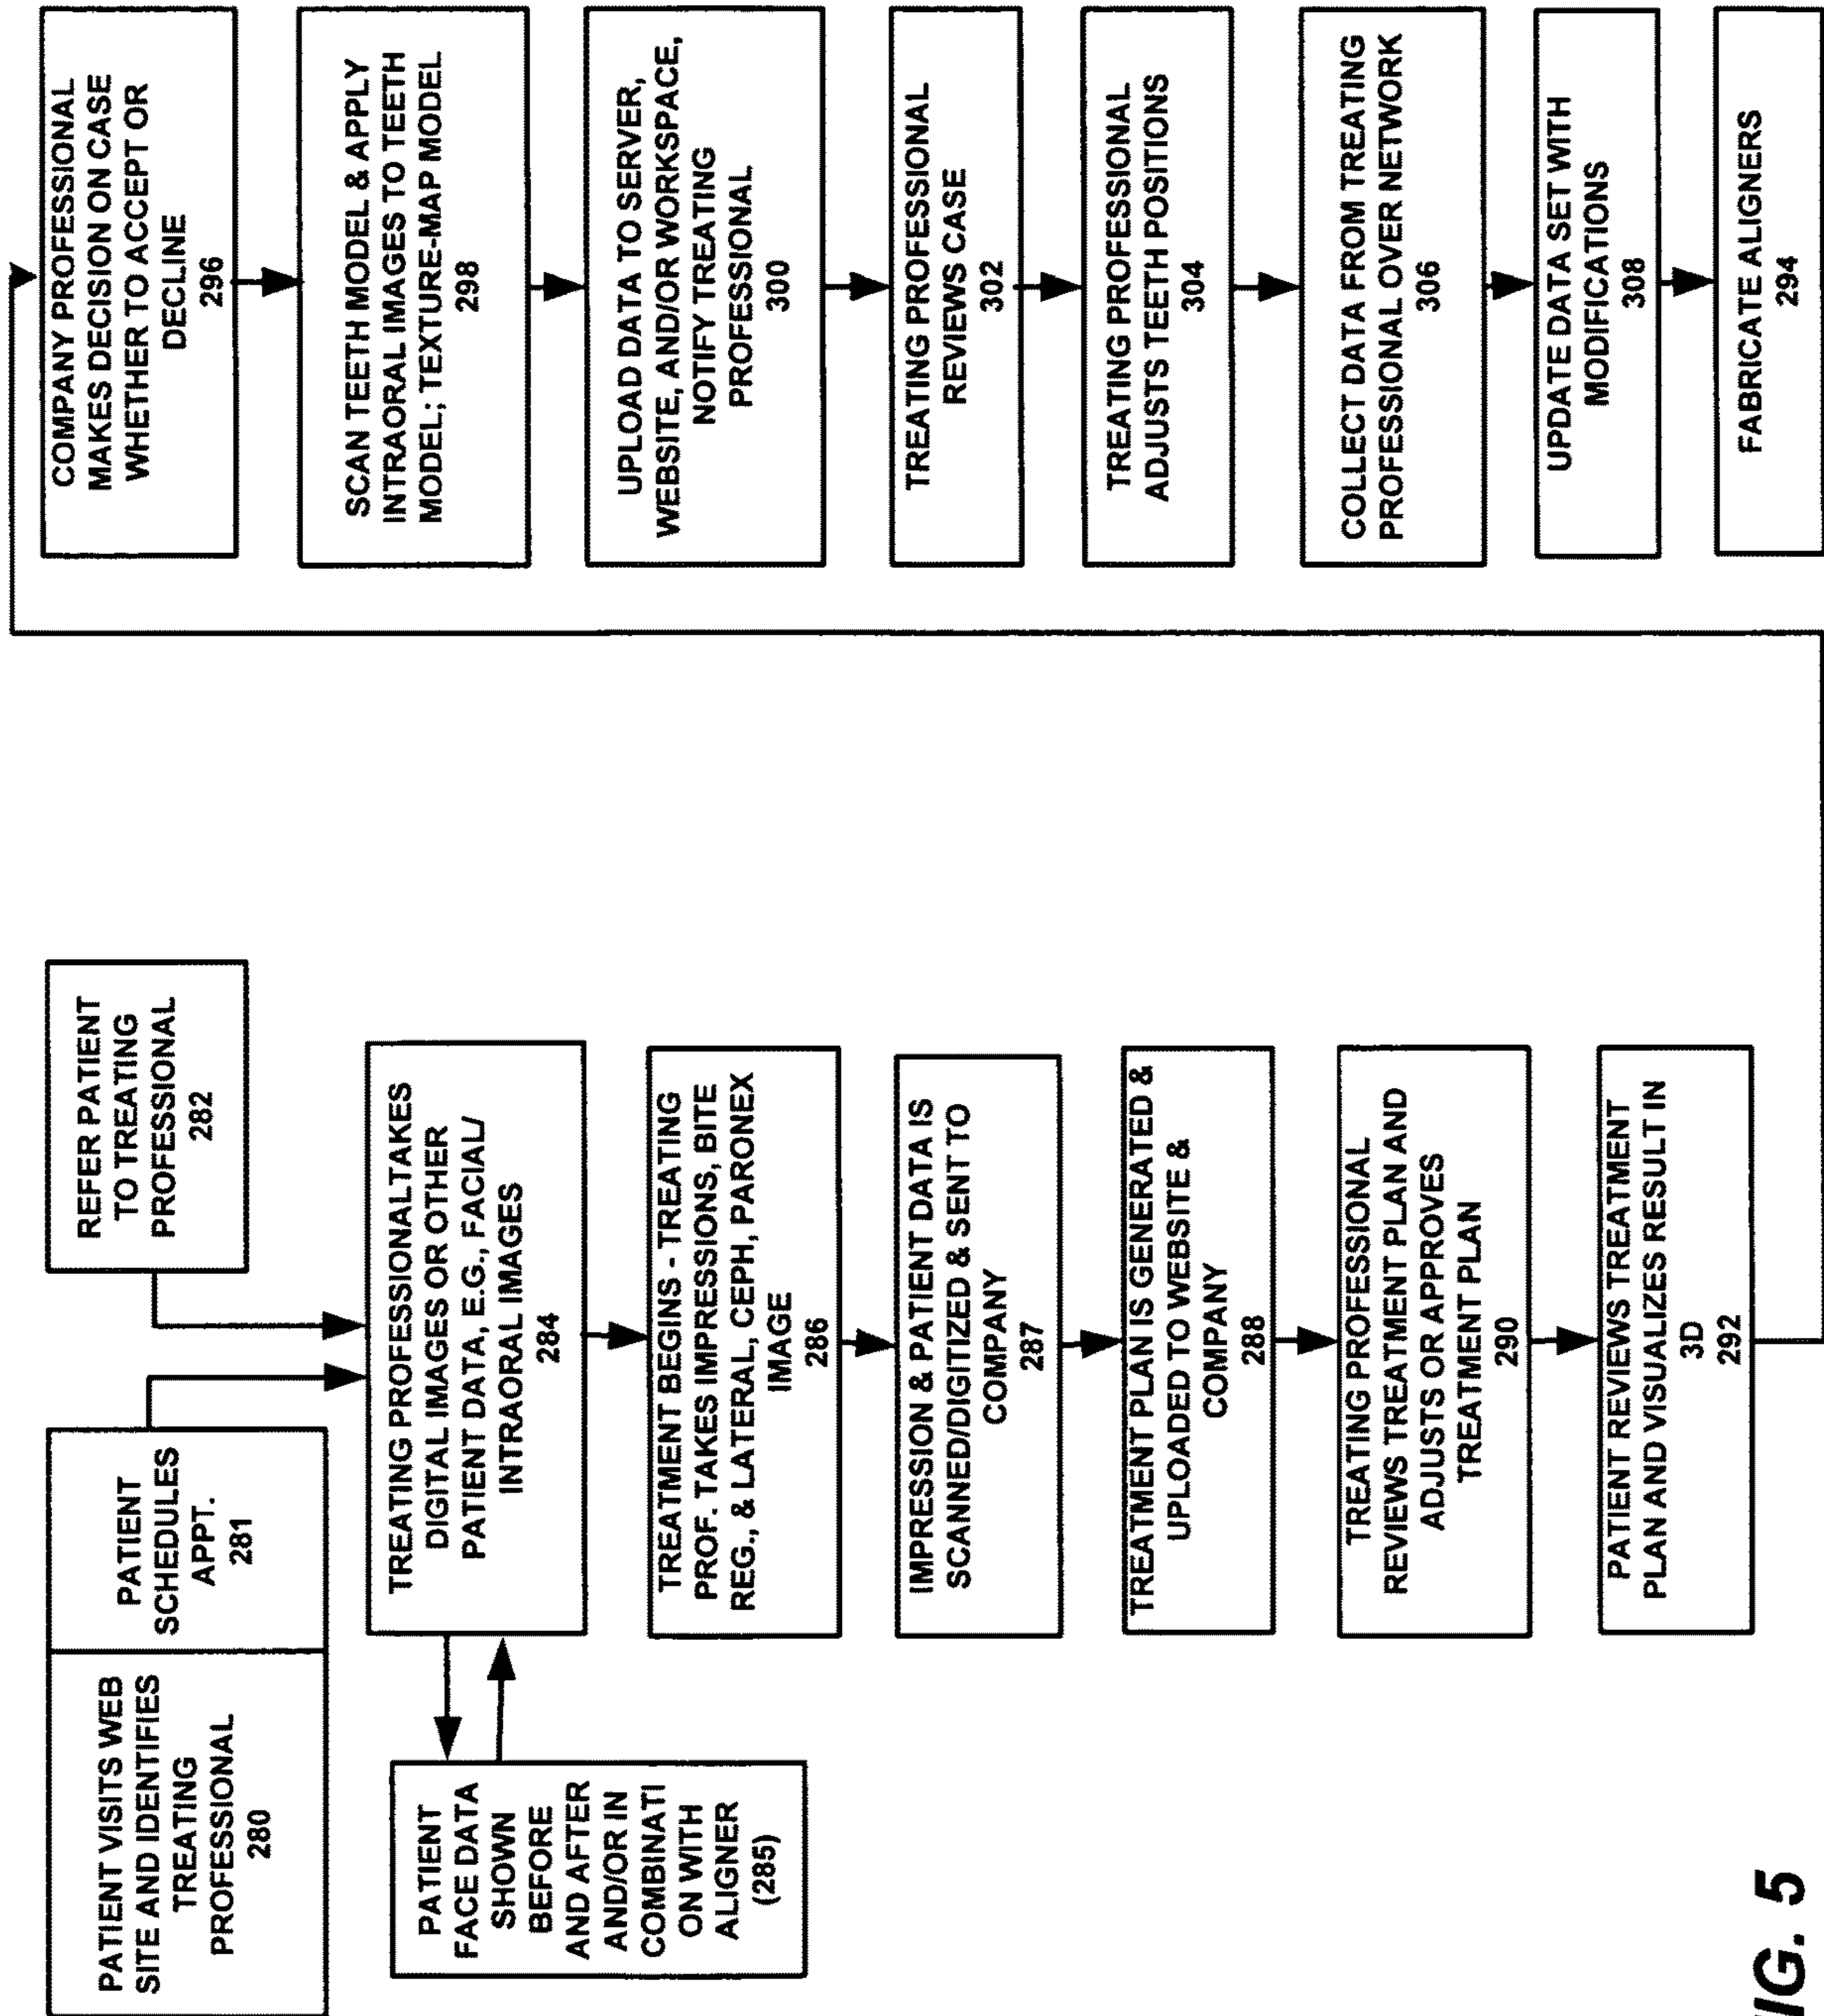 PATIENT VISITS WEB
SITE AND IDENTIFIES
TREATING
PROFESSIONAL
280
PATIENT
SCHEDULES
APPT.
281
REFER PATIENT
TO TREATING
PROFESSIONAL
282
TREATING PROFESSIONALTAKES
DIGITAL IMAGES OR OTHER
PATIENT DATA, E.G., FACIAL/
INTRAORAL IMAGES
284
PATIENT
FACE DATA
SHOWN
BEFORE
AND AFTER
AND/OR IN
COMBINATI
ON WITH
ALIGNER
(285)
TREATMENT BEGINS - TREATING
PROF. TAKES IMPRESSIONS, BITE
REG., & LATERAL, CEPH, PARONEX
IMAGE
286
IMPRESSION & PATIENT DATA IS
SCANNED/DIGITIZED & SENT TO
COMPANY
287
TREATMENT PLAN IS GENERATED &
UPLOADED TO WEBSITE &
COMPANY
288
TREATING PROFESSIONAL
REVIEWS TREATMENT PLAN AND
ADJUSTS OR APPROVES
TREATMENT PLAN
290
PATIENT REVIEWS TREATMENT
PLAN AND VISUALIZES RESULT IN
3D
292
COMPANY PROFESSIONAL
MAKES DECISION ON CASE
WHETHER TO ACCEPT OR
DECLINE
296
SCAN TEETH MODEL & APPLY
INTRAORAL IMAGES TO TEETH
MODEL; TEXTURE-MAP MODEL
298
UPLOAD DATA TO SERVER,
WEBSITE, AND/OR WORKSPACE,
NOTIFY TREATING
PROFESSIONAL
300
TREATING PROFESSIONAL
REVIEWS CASE
302
TREATING PROFESSIONAL
ADJUSTS TEETH POSITIONS
304
COLLECT DATA FROM TREATING
PROFESSIONAL OVER NETWORK
306
UPDATE DATA SET WITH
MODIFICATIONS
308
FABRICATE ALIGNERS
294
IG. 5